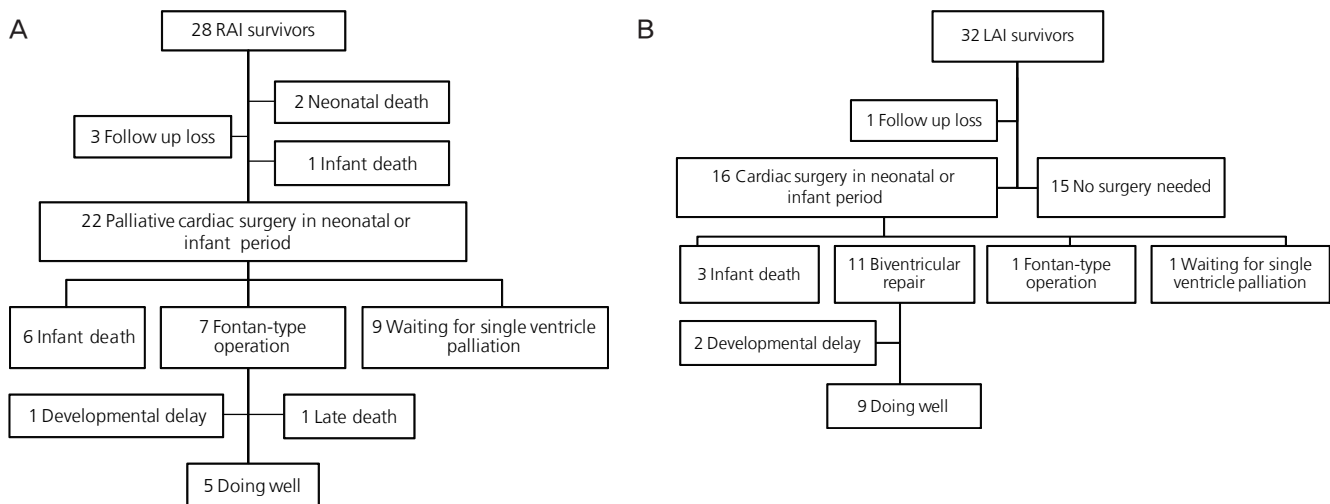 A
28 RAI survivors
2 Neonatal death
3 Follow up loss
1 Infant death
22 Palliative cardiac surgery in neonatal or
infant period
6 Infant death
7 Fontan-type
operation
9 Waiting for single ventricle
palliation
1 Developmental delay
1 Late death
5 Doing well
B
32 LAI survivors
1 Follow up loss
16 Cardiac surgery in neonatal or
infant period
15 No surgery needed
3 Infant death
11 Biventricular
repair
1 Fontan-type
operation
1 Waiting for single
ventricle palliation
2 Developmental delay
9 Doing well